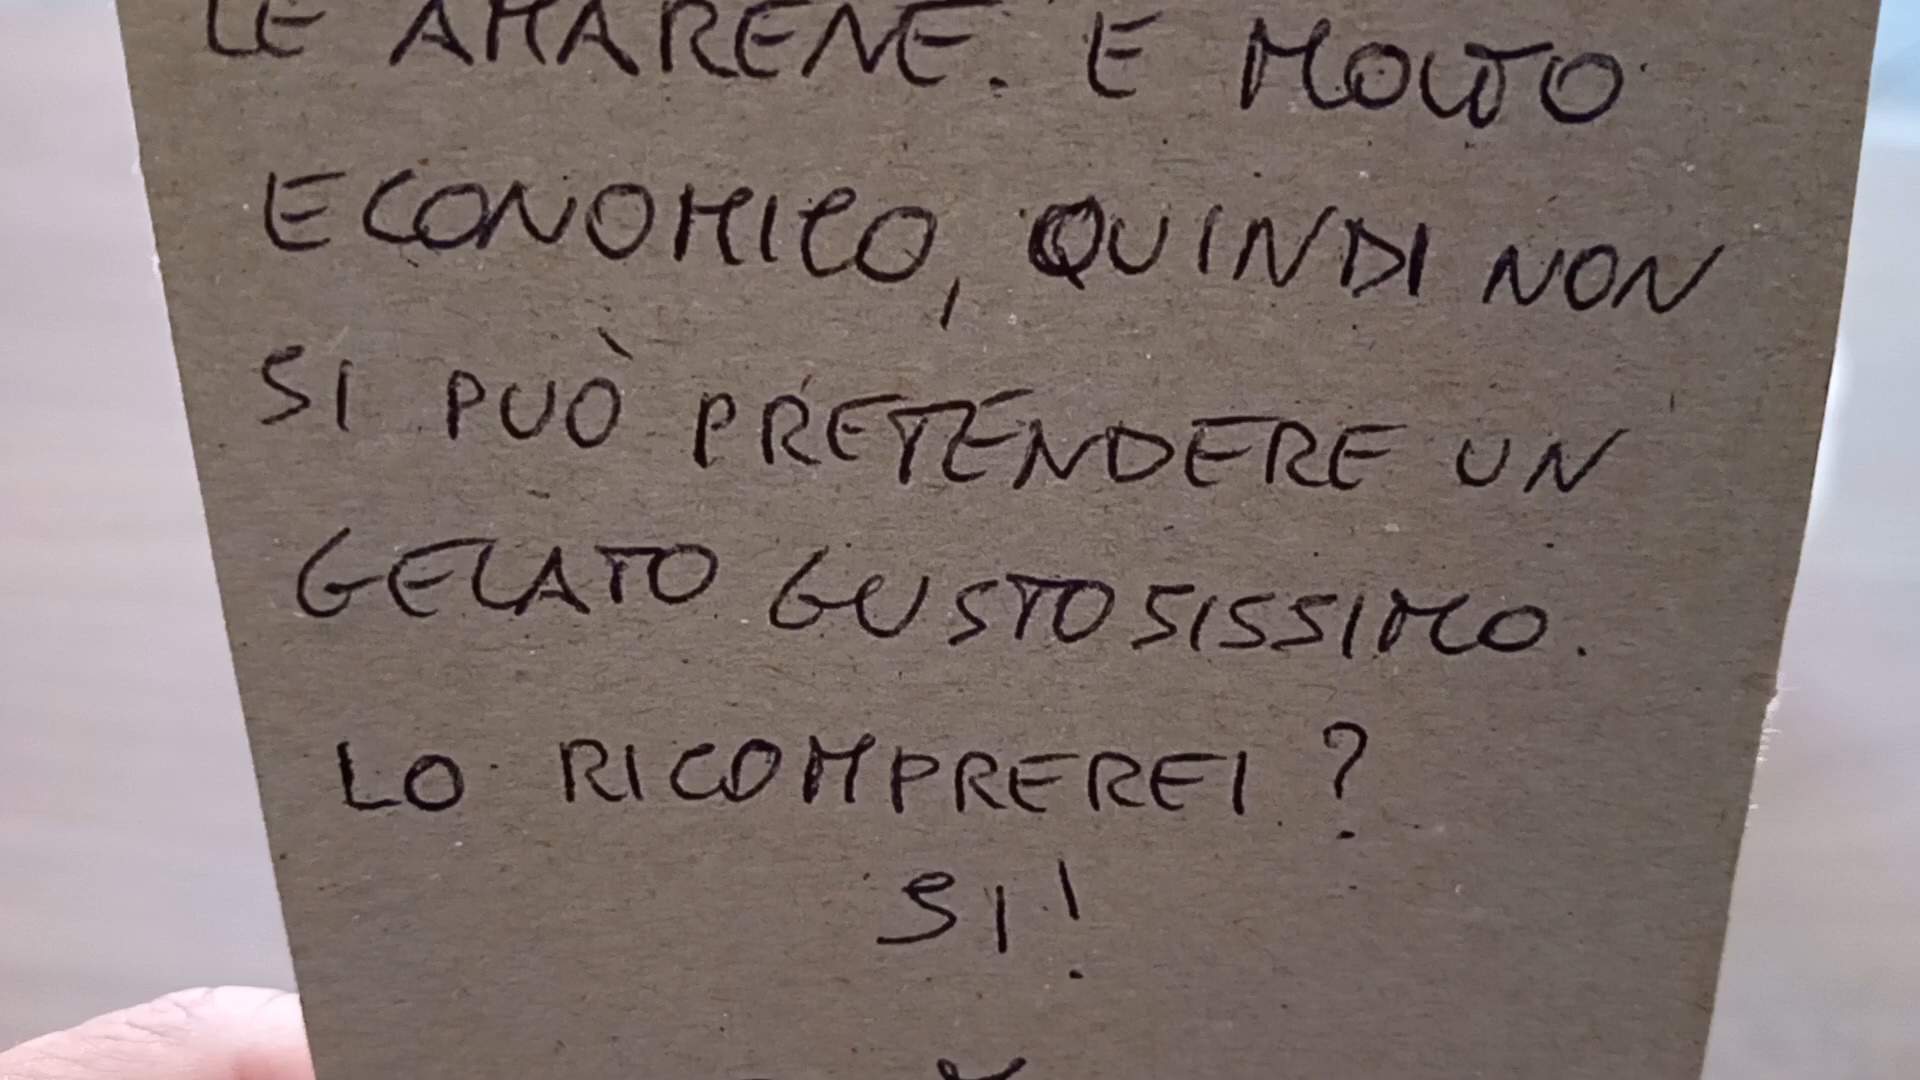 LE AMARENE. E MOLTO
ECONOMICO, QUINDI NON
SI PUÒ PRETENDERE UN
GELATO GUSTOSISSIMO.
LO RICOMPREREI?
SI!